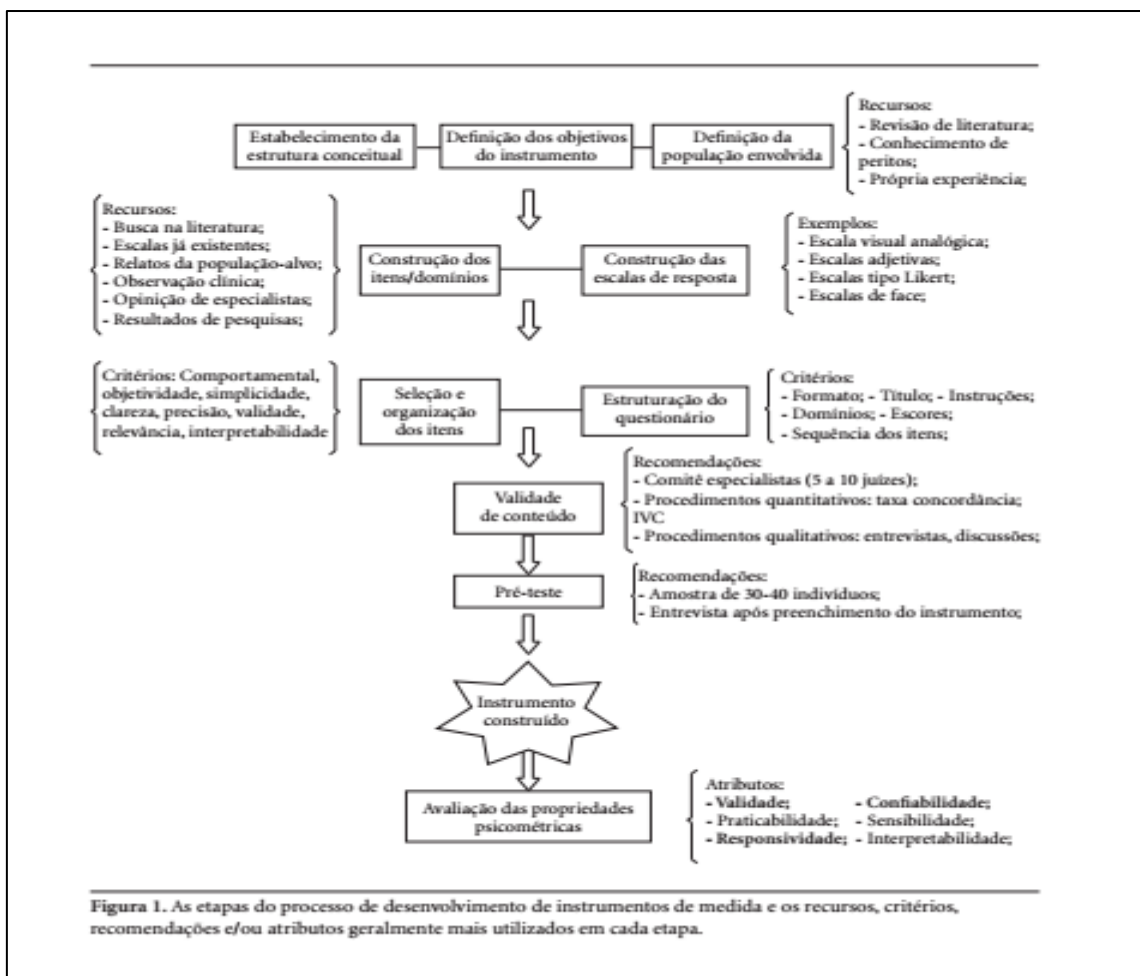 Estabelecimento da
estrutura conceitual
Definição dos objetivos
do instrumento
Definição da
população envolvida
Recursos:
- Revisão de literatura;
- Conhecimento de
peritos;
- Própria experiência;
Recursos:
- Busca na literatura;
- Escalas já existentes;
- Relatos da população-alvo;
- Observação clínica;
- Opinião de especialistas;
- Resultados de pesquisas;
Construção dos
itens/domínios
Construção das
escalas de resposta
Exemplos:
- Escala visual analógica;
- Escalas adjetivas;
- Escalas tipo Likert;
- Escalas de face;
Critérios: Comportamental,
objetividade, simplicidade,
clareza, precisão, validade,
relevância, interpretabilidade
Seleção e
organização
dos itens
Estruturação do
questionário
Critérios:
- Formato; - Título; - Instruções;
- Domínios; - Escores;
- Sequência dos itens;
Validade
de conteúdo
Recomendações:
- Comitê especialistas (5 a 10 juízes);
- Procedimentos quantitativos: taxa concordância;
IVC
- Procedimentos qualitativos: entrevistas, discussões;
Pré-teste
Recomendações:
- Amostra de 30-40 indivíduos;
- Entrevista após preenchimento do instrumento;
Instrumento
construído
Avaliação das propriedades
psicométricas
Atributos:
- Validade; - Confiabilidade;
- Praticabilidade; - Sensibilidade;
- Responsividade; - Interpretabilidade;
Figura 1. As etapas do processo de desenvolvimento de instrumentos de medida e os recursos, critérios,
recomendações e/ou atributos geralmente mais utilizados em cada etapa.